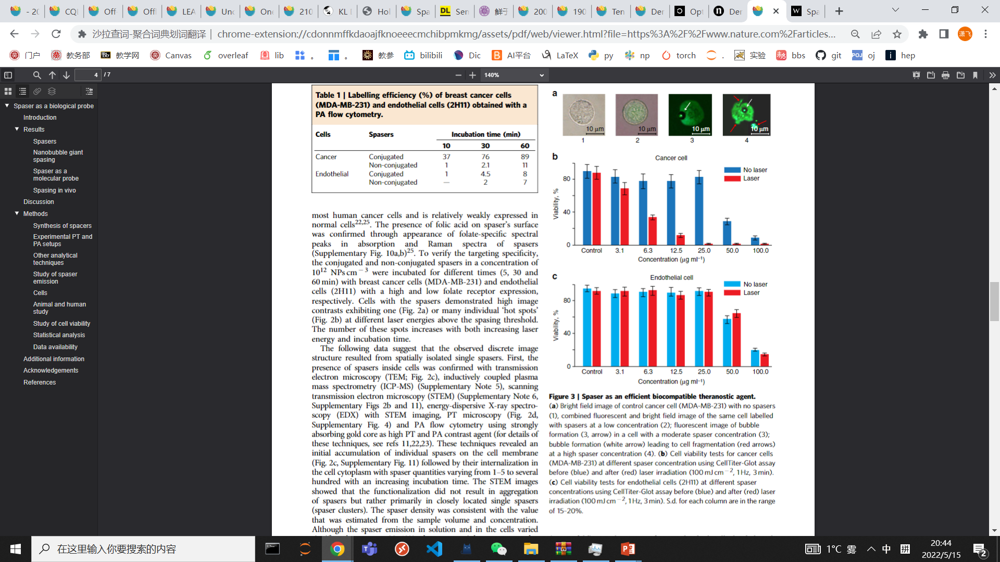 - 20
CQU
Off-
Offl
LEA
Unc
One
210
KL D
Hol
Spa
DL
Sen
鲜于
200
190
Ten
Der
Opt
n
Der
W
Spa
沙拉查词-聚合词典划词翻译 | chrome-extension://cdonnmffkdaoajfknoeeecmchibpmkmg/assets/pdf/web/viewer.html?file=https%3A%2F%2Fwww.nature.com%2Farticles...
潇飞
门户
教务部
Bb 教学网
Canvas
overleaf
lib
。
。
教参
bilibili
Dic
B AI平台
LaTeX
py
np
torch
.
实验
bbs
git
POJ oj
i hep
4 / 7
140%
Spaser as a biological probe
Introduction
Results
Spasers
Nanobubble giant
spasing
Spaser as a
molecular probe
Spasing in vivo
Discussion
Methods
Synthesis of spacers
Experimental PT and
PA setups
Other analytical
techniques
Study of spaser
emission
Cells
Animal and human
study
Study of cell viability
Statistical analysis
Data availability
Additional information
Acknowledgements
References
Table 1 | Labelling efficiency (%) of breast cancer cells
(MDA-MB-231) and endothelial cells (2H11) obtained with a
PA flow cytometry.
Cells Spasers Incubation time (min)
10 30 60
Cancer Conjugated 37 76 89
Non-conjugated 1 2.1 11
Endothelial Conjugated 1 4.5 8
Non-conjugated — 2 7
most human cancer cells and is relatively weakly expressed in
normal cells22,25. The presence of folic acid on spaser's surface
was confirmed through appearance of folate-specific spectral
peaks in absorption and Raman spectra of spasers
(Supplementary Fig. 10a,b)25. To verify the targeting specificity,
the conjugated and non-conjugated spasers in a concentration of
10¹² NPs cm⁻³ were incubated for different times (5, 30 and
60 min) with breast cancer cells (MDA-MB-231) and endothelial
cells (2H11) with a high and low folate receptor expression,
respectively. Cells with the spasers demonstrated high image
contrasts exhibiting one (Fig. 2a) or many individual 'hot spots'
(Fig. 2b) at different laser energies above the spasing threshold.
The number of these spots increases with both increasing laser
energy and incubation time.
The following data suggest that the observed discrete image
structure resulted from spatially isolated single spasers. First, the
presence of spasers inside cells was confirmed with transmission
electron microscopy (TEM; Fig. 2c), inductively coupled plasma
mass spectrometry (ICP-MS) (Supplementary Note 5), scanning
transmission electron microscopy (STEM) (Supplementary Note 6,
Supplementary Figs 2b and 11), energy-dispersive X-ray spectro-
scopy (EDX) with STEM imaging, PT microscopy (Fig. 2d,
Supplementary Fig. 4) and PA flow cytometry using strongly
absorbing gold core as high PT and PA contrast agent (for details of
these techniques, see refs 11,22,23). These techniques revealed an
initial accumulation of individual spasers on the cell membrane
(Fig. 2c, Supplementary Fig. 11) followed by their internalization in
the cell cytoplasm with spaser quantities varying from 1–5 to several
hundred with an increasing incubation time. The STEM images
showed that the functionalization did not result in aggregation
of spasers but rather primarily in closely located single spasers
(spaser clusters). The spaser density was consistent with the value
that was estimated from the sample volume and concentration.
Although the spaser emission in solution and in the cells varied
a
10 μm
10 μm
10 μm
10 μm
1 2 3 4
b
Cancer cell
No laser
Laser
Viability, %
80
40
0
Control 3.1 6.3 12.5 25.0 50.0 100.0
Concentration (μg ml⁻¹)
c
Endothelial cell
No laser
Laser
Viability, %
80
40
0
Control 3.1 6.3 12.5 25.0 50.0 100.0
Concentration (μg ml⁻¹)
Figure 3 | Spaser as an efficient biocompatible theranostic agent.
(a) Bright field image of control cancer cell (MDA-MB-231) with no spasers
(1), combined fluorescent and bright field image of the same cell labelled
with spasers at a low concentration (2); fluorescent image of bubble
formation (3, arrow) in a cell with a moderate spaser concentration (3);
bubble formation (white arrow) leading to cell fragmentation (red arrows)
at a high spaser concentration (4). (b) Cell viability tests for cancer cells
(MDA-MB-231) at different spaser concentration using CellTiter-Glot assay
before (blue) and after (red) laser irradiation (100 mJ cm⁻², 1 Hz, 3 min).
(c) Cell viability tests for endothelial cells (2H11) at different spaser
concentrations using CellTiter-Glot assay before (blue) and after (red) laser
irradiation (100 mJ cm⁻², 1 Hz, 3 min). S.d. for each column are in the range
of 15-20%.
在这里输入你要搜索的内容
1°C 雾
中
拼
20:44
2022/5/15
2